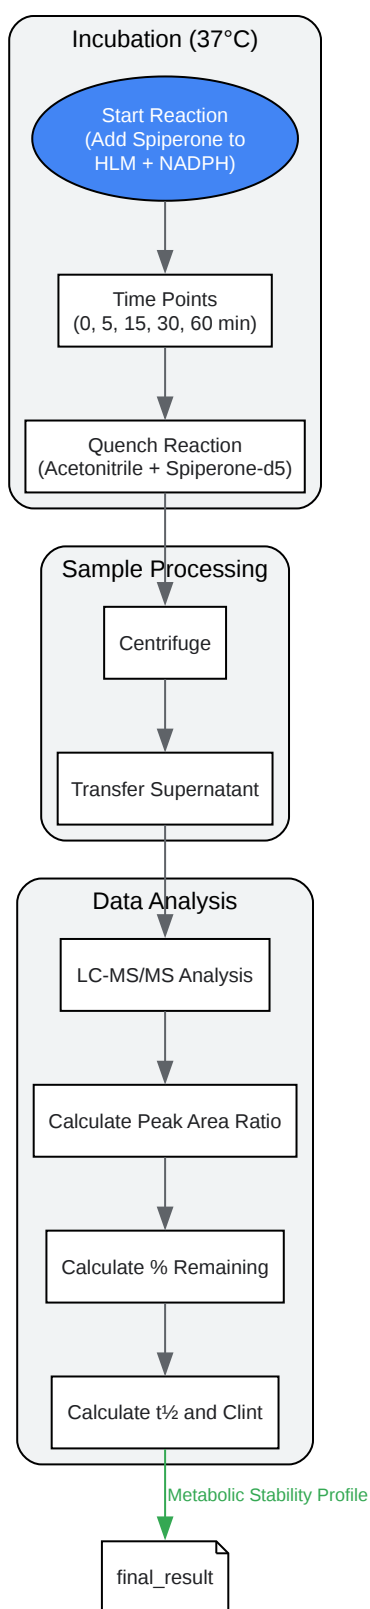 Incubation (37°C)
Start Reaction
(Add Spiperone to
HLM + NADPH)
Time Points
(0, 5, 15, 30, 60 min)
Quench Reaction
(Acetonitrile + Spiperone-d5)
Sample Processing
Centrifuge
Transfer Supernatant
Data Analysis
LC-MS/MS Analysis
Calculate Peak Area Ratio
Calculate % Remaining
Calculate t½ and Clint
Metabolic Stability Profile
final_result